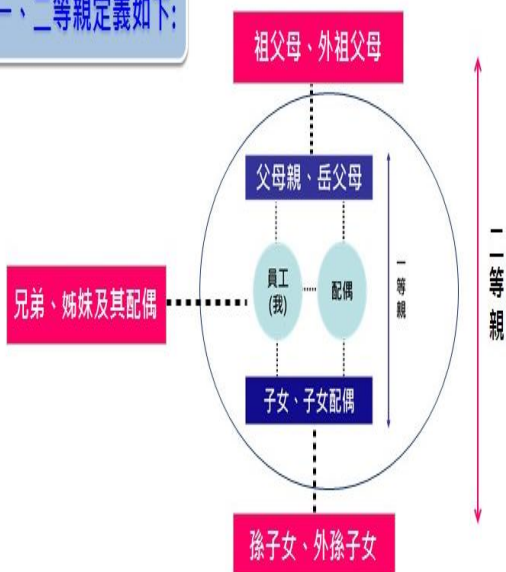 一、二等親定義如下:
祖父母、外祖父母
父母親、岳父母
員工
(我)
配偶
一等親
二等親
兄弟、姊妹及其配偶
子女、子女配偶
孫子女、外孫子女